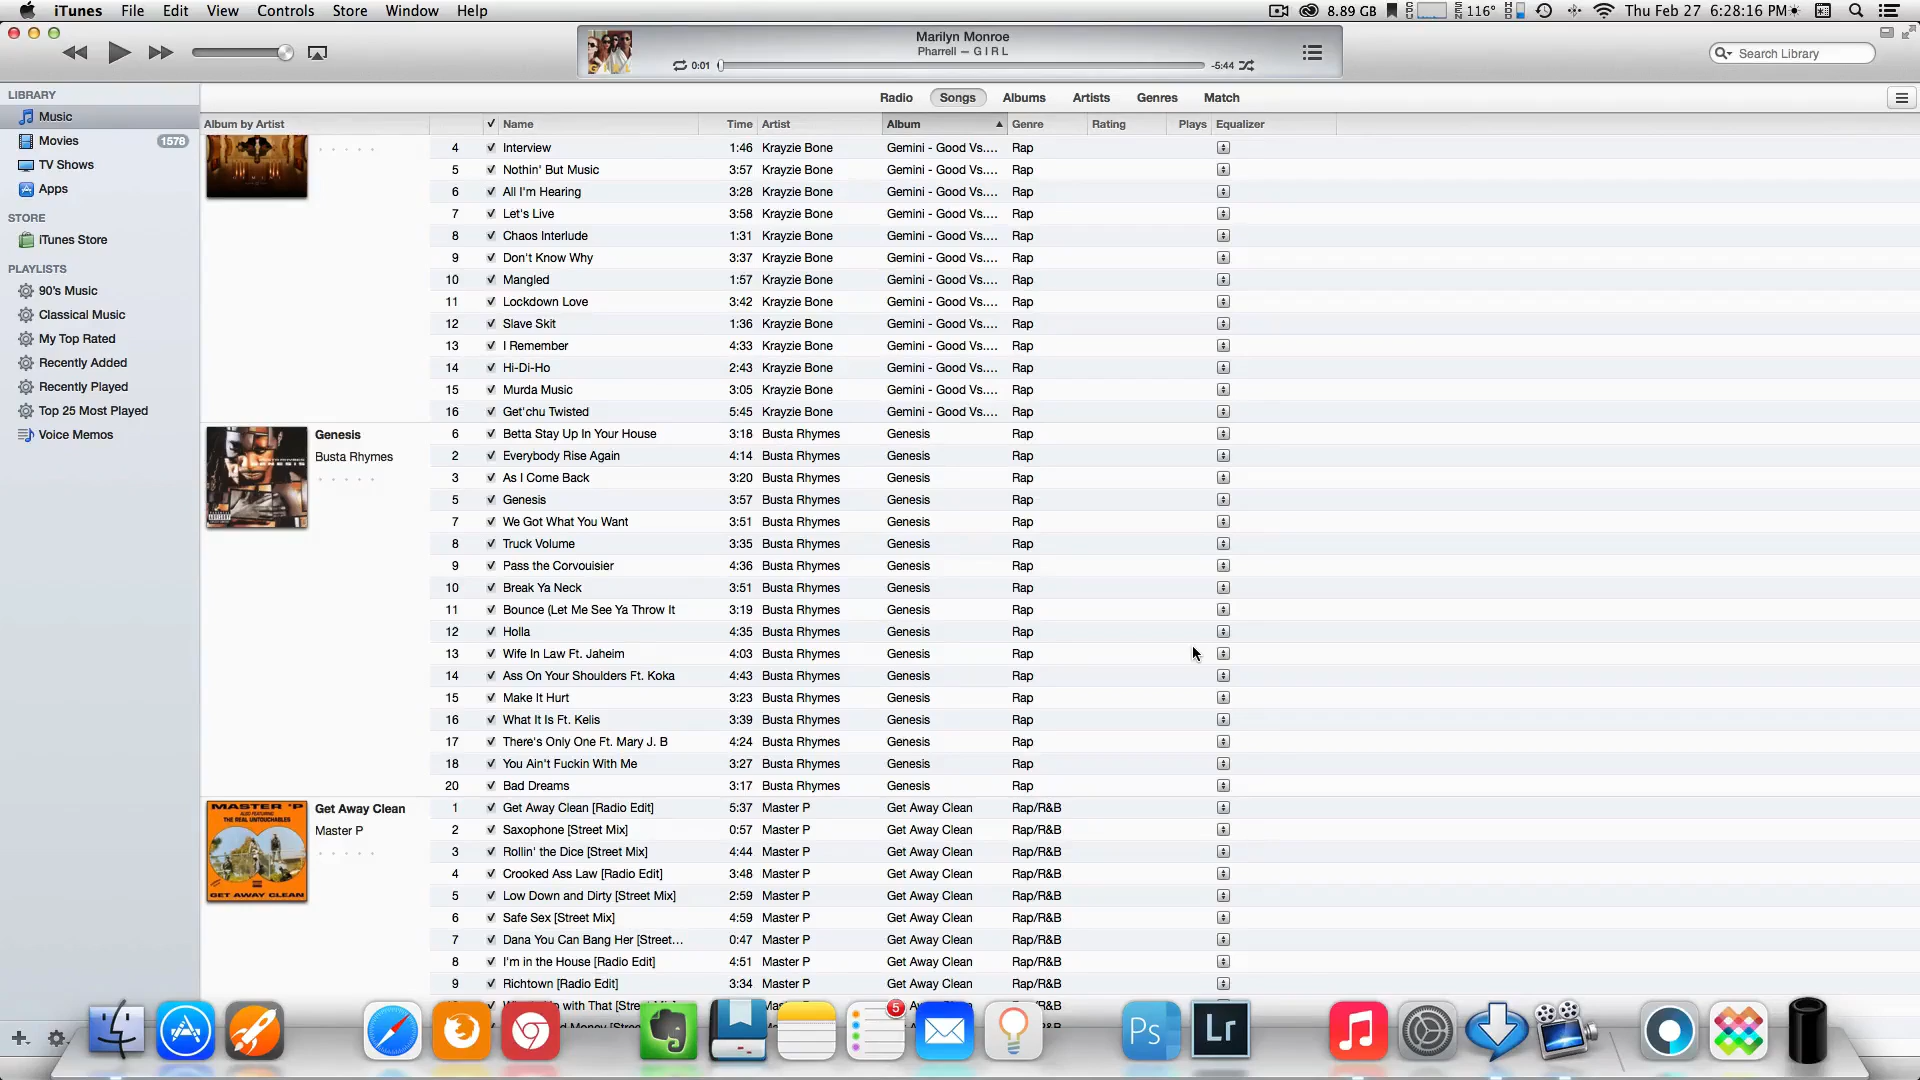 iTunes File Edit View Controls Store Window Help 8.89 GB 116° Thu Feb 27 6:28:16 PM
Marilyn Monroe
Pharrell — G I R L
0:01 -5:44
Search Library
LIBRARY
Music
Movies 1578
TV Shows
Apps
STORE
iTunes Store
PLAYLISTS
90's Music
Classical Music
My Top Rated
Recently Added
Recently Played
Top 25 Most Played
Voice Memos
Radio Songs Albums Artists Genres Match
Album by Artist ✓ Name Time Artist Album Genre Rating Plays Equalizer
4 Interview 1:46 Krayzie Bone Gemini - Good Vs.... Rap
5 Nothin' But Music 3:57 Krayzie Bone Gemini - Good Vs.... Rap
6 All I'm Hearing 3:28 Krayzie Bone Gemini - Good Vs.... Rap
7 Let's Live 3:58 Krayzie Bone Gemini - Good Vs.... Rap
8 Chaos Interlude 1:31 Krayzie Bone Gemini - Good Vs.... Rap
9 Don't Know Why 3:37 Krayzie Bone Gemini - Good Vs.... Rap
10 Mangled 1:57 Krayzie Bone Gemini - Good Vs.... Rap
11 Lockdown Love 3:42 Krayzie Bone Gemini - Good Vs.... Rap
12 Slave Skit 1:36 Krayzie Bone Gemini - Good Vs.... Rap
13 I Remember 4:33 Krayzie Bone Gemini - Good Vs.... Rap
14 Hi-Di-Ho 2:43 Krayzie Bone Gemini - Good Vs.... Rap
15 Murda Music 3:05 Krayzie Bone Gemini - Good Vs.... Rap
16 Get'chu Twisted 5:45 Krayzie Bone Gemini - Good Vs.... Rap
Genesis
Busta Rhymes
6 Betta Stay Up In Your House 3:18 Busta Rhymes Genesis Rap
2 Everybody Rise Again 4:14 Busta Rhymes Genesis Rap
3 As I Come Back 3:20 Busta Rhymes Genesis Rap
5 Genesis 3:57 Busta Rhymes Genesis Rap
7 We Got What You Want 3:51 Busta Rhymes Genesis Rap
8 Truck Volume 3:35 Busta Rhymes Genesis Rap
9 Pass the Corvouisier 4:36 Busta Rhymes Genesis Rap
10 Break Ya Neck 3:51 Busta Rhymes Genesis Rap
11 Bounce (Let Me See Ya Throw It 3:19 Busta Rhymes Genesis Rap
12 Holla 4:35 Busta Rhymes Genesis Rap
13 Wife In Law Ft. Jaheim 4:03 Busta Rhymes Genesis Rap
14 Ass On Your Shoulders Ft. Koka 4:43 Busta Rhymes Genesis Rap
15 Make It Hurt 3:23 Busta Rhymes Genesis Rap
16 What It Is Ft. Kelis 3:39 Busta Rhymes Genesis Rap
17 There's Only One Ft. Mary J. B 4:24 Busta Rhymes Genesis Rap
18 You Ain't Fuckin With Me 3:27 Busta Rhymes Genesis Rap
20 Bad Dreams 3:17 Busta Rhymes Genesis Rap
MASTER 'P
ALSO FEATURING
THE REAL UNTOUCHABLES
GET AWAY CLEAN
Get Away Clean
Master P
1 Get Away Clean [Radio Edit] 5:37 Master P Get Away Clean Rap/R&B
2 Saxophone [Street Mix] 0:57 Master P Get Away Clean Rap/R&B
3 Rollin' the Dice [Street Mix] 4:44 Master P Get Away Clean Rap/R&B
4 Crooked Ass Law [Radio Edit] 3:48 Master P Get Away Clean Rap/R&B
5 Low Down and Dirty [Street Mix] 2:59 Master P Get Away Clean Rap/R&B
6 Safe Sex [Street Mix] 4:59 Master P Get Away Clean Rap/R&B
7 Dana You Can Bang Her [Street... 0:47 Master P Get Away Clean Rap/R&B
8 I'm in the House [Radio Edit] 4:51 Master P Get Away Clean Rap/R&B
9 Richtown [Radio Edit] 3:34 Master P Get Away Clean Rap/R&B
with That
5
Ps
Lr